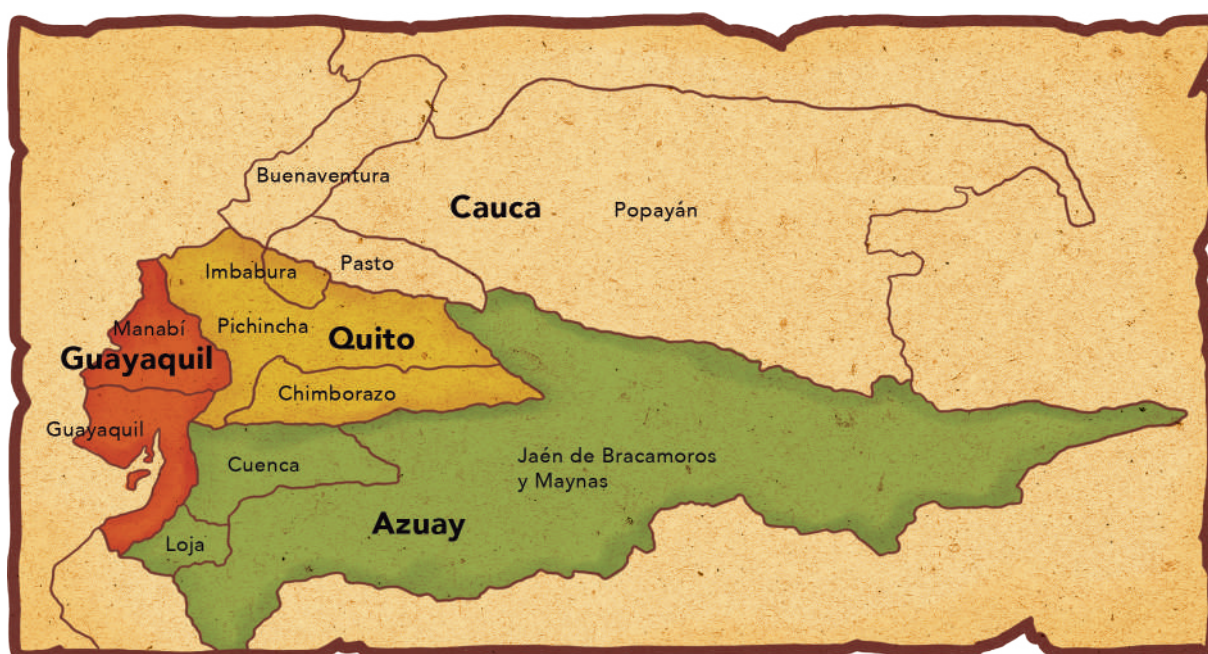 Buenaventura
Cauca
Popayán
Imbabura
Pasto
Manabí
Pichincha
Quito
Guayaquil
Chimborazo
Guayaquil
Cuenca
Jaén de Bracamoros
y Maynas
Azuay
Loja